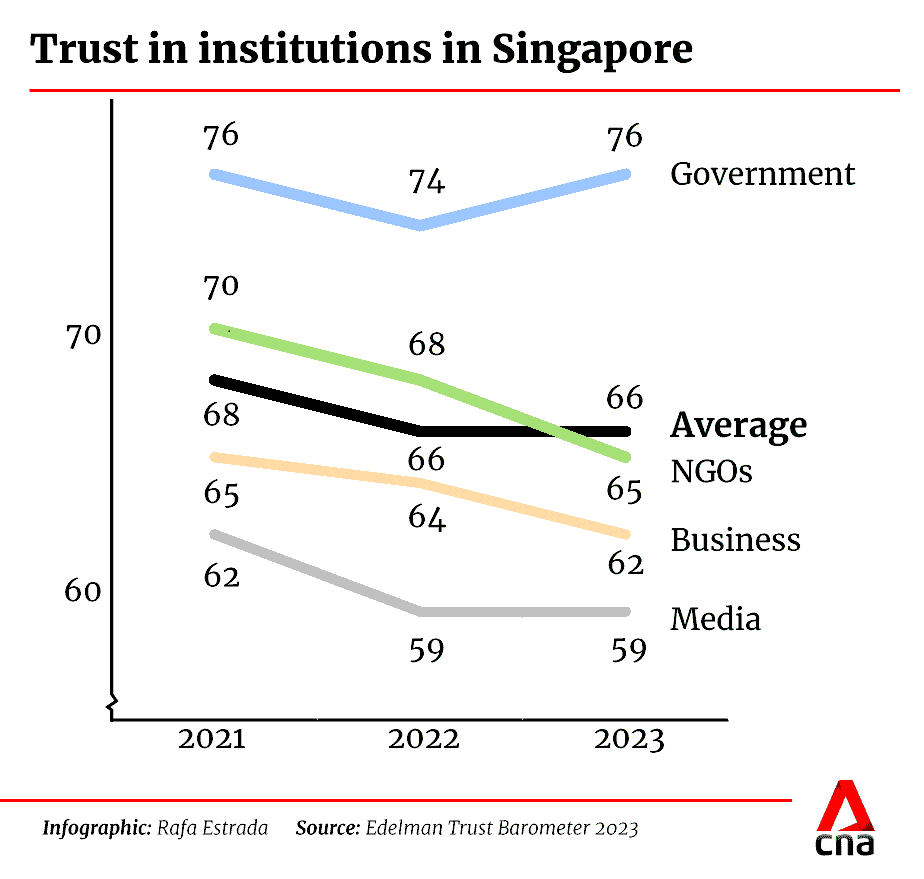 Trust in institutions in Singapore
76
74
76
Government
70
70
68
68
66
66
Average
65
64
65
NGOs
62
62
Business
60
59
59
Media
2021
2022
2023
Infographic: Rafa Estrada Source: Edelman Trust Barometer 2023
cna